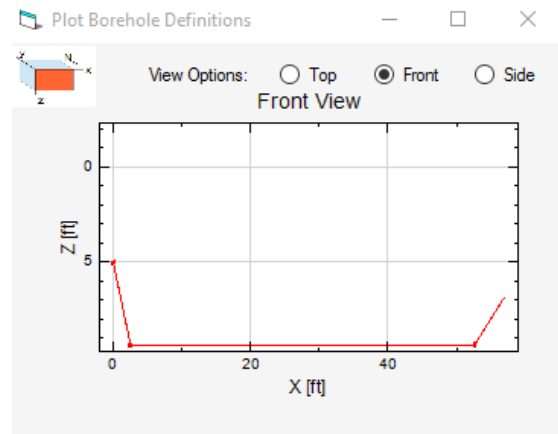 Plot Borehole Definitions
y N x
z
View Options: Top Front Side
Front View
0
5
Z [ft]
0 20 40
X [ft]